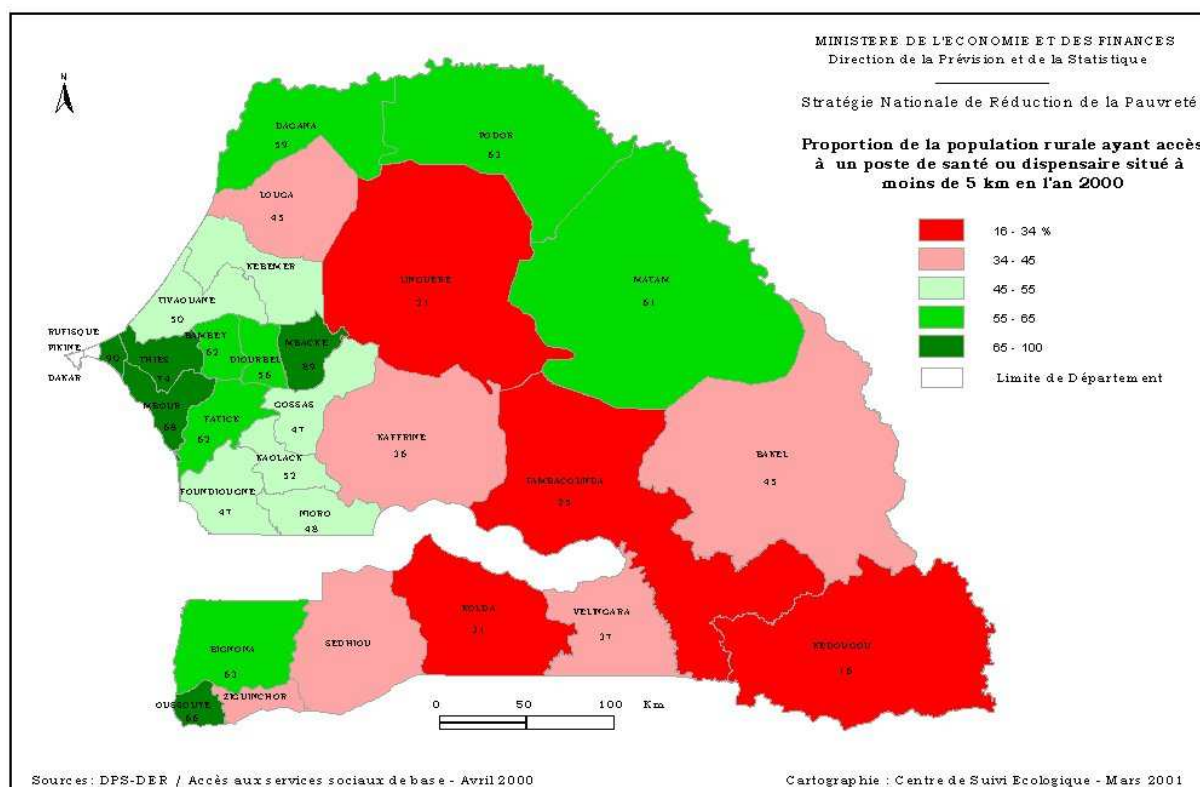 MINISTERE DE L'ECONOMIE ET DES FINANCES
Direction de la Prévision et de la Statistique
Stratégie Nationale de Réduction de la Pauvreté
Proportion de la population rurale ayant accès
à un poste de santé ou dispensaire situé à
moins de 5 km en l'an 2000
16 - 34 %
34 - 45
45 - 55
55 - 65
65 - 100
Limite de Département
N
DAGANA
59
PODOR
63
LOUGA
45
KEBEMER
LINGUERE
MATAM
61
TIVAOUANE
50
RUFISQUE
PIKINE
DAKAR
90
THIES
74
BAMBEY
62
DIOURBEL
56
MBACKE
89
MBOUR
68
FATICK
62
GOSSAS
47
KAOLACK
52
KAFFRINE
36
FOUNDIOUGNE
47
NIORO
48
TAMBACOUNDA
BAKEL
45
KOLDA
VELINGARA
37
KEDOUGOU
16
SEDHIOU
BIGNONA
63
ZIGUINCHOR
OUSSOUYE
66
0 50 100 Km
Sources: DPS-DER / Accès aux services sociaux de base - Avril 2000
Cartographie : Centre de Suivi Ecologique - Mars 2001